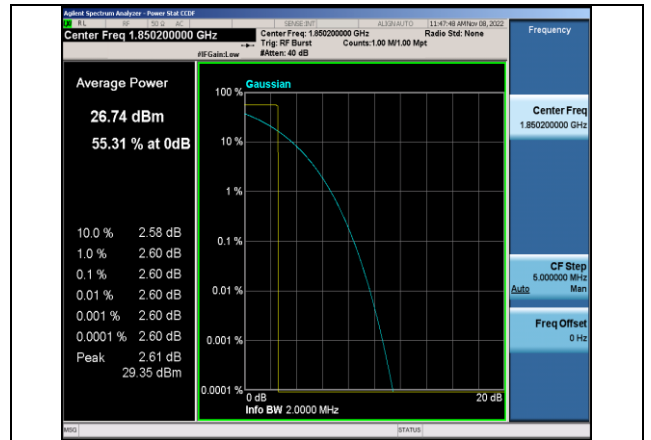 Agilent Spectrum Analyzer - Power Stat CCDF
RL RF 50 Ω AC SENSE:INT ALIGNAUTO 11:47:48 AMNov 08, 2022
Center Freq 1.850200000 GHz
Center Freq: 1.850200000 GHz Radio Std: None
Trig: RF Burst Counts:1.00 M/1.00 Mpt
#IFGain:Low #Atten: 40 dB
Frequency
Average Power
26.74 dBm
55.31 % at 0dB
10.0 % 2.58 dB
1.0 % 2.60 dB
0.1 % 2.60 dB
0.01 % 2.60 dB
0.001 % 2.60 dB
0.0001 % 2.60 dB
Peak 2.61 dB
29.35 dBm
Gaussian
100 %
10 %
1 %
0.1 %
0.01 %
0.001 %
0.0001 %
0 dB 20 dB
Info BW 2.0000 MHz
Center Freq
1.850200000 GHz
CF Step
5.000000 MHz
Auto Man
Freq Offset
0 Hz
MSG STATUS